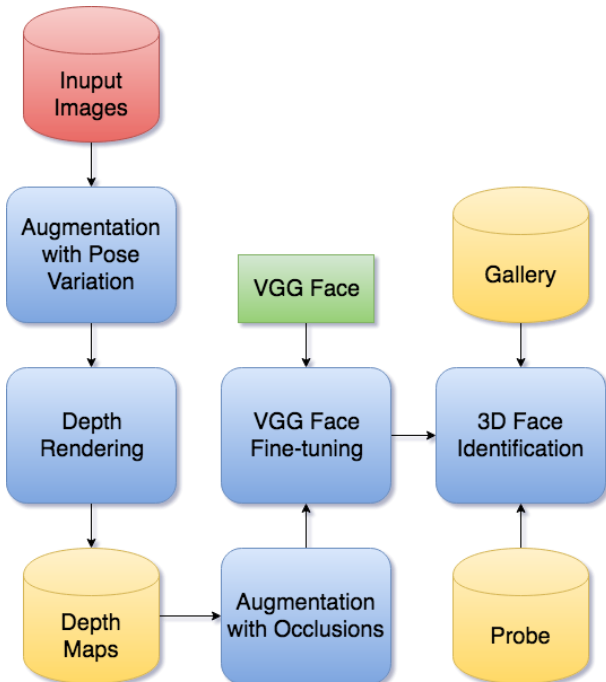 Inuput
Images
Augmentation
with Pose
Variation
VGG Face
Gallery
Depth
Rendering
VGG Face
Fine-tuning
3D Face
Identification
Depth
Maps
Augmentation
with Occlusions
Probe